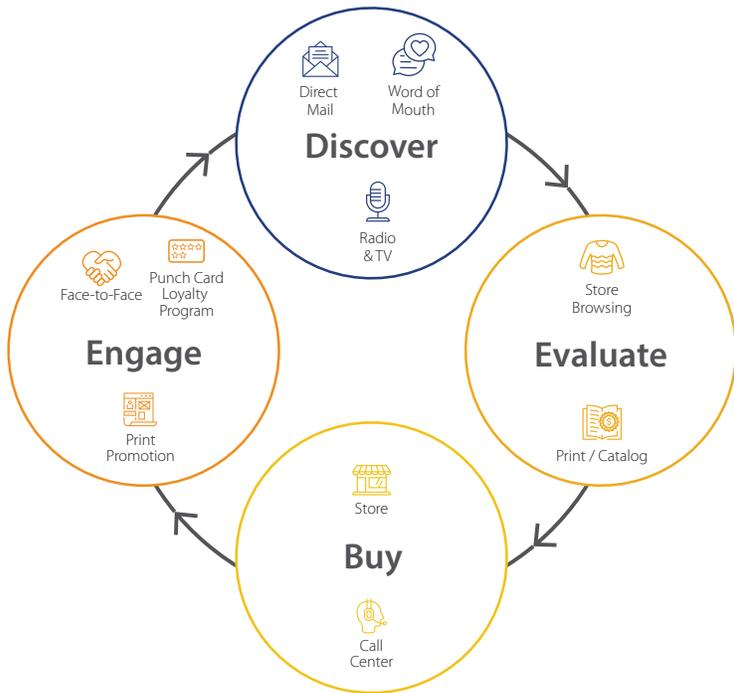 Direct
Mail
Word of
Mouth
Discover
Radio
& TV
Face-to-Face
Punch Card
Loyalty
Program
Engage
Print
Promotion
Store
Browsing
Evaluate
Print / Catalog
Store
Buy
Call
Center